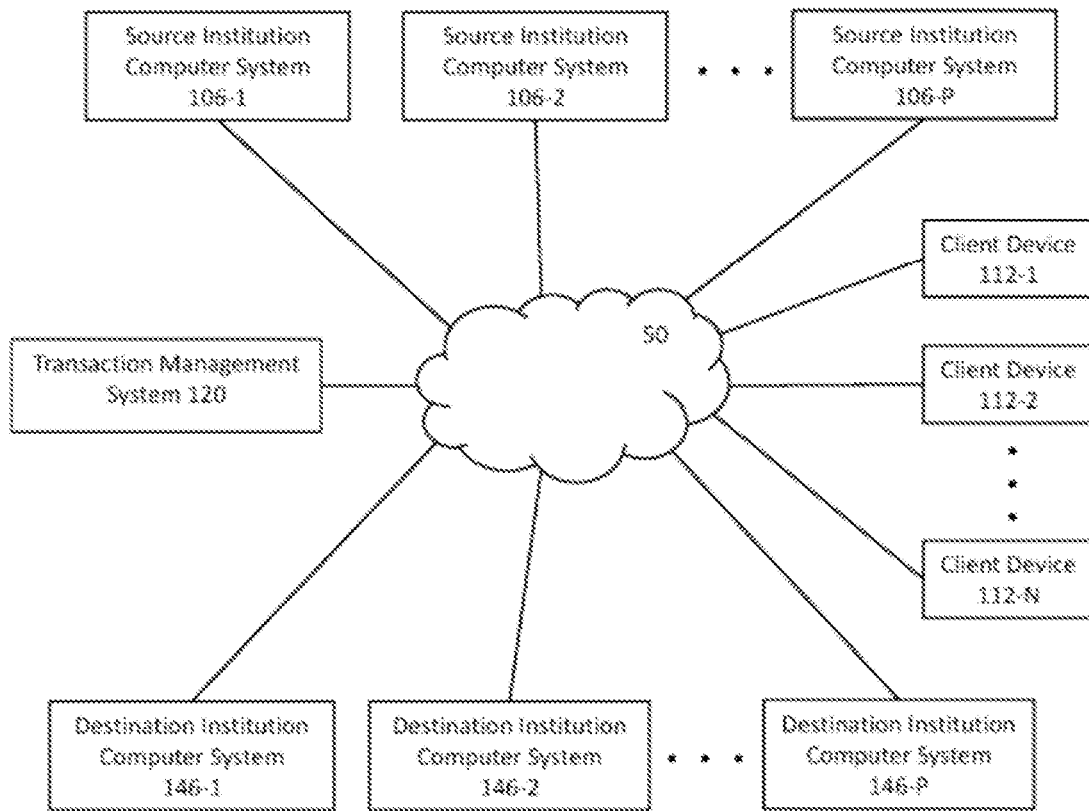 Source Institution
Computer System
106-1
Source Institution
Computer System
106-2
Source Institution
Computer System
106-P
Client Device
112-1
50
Transaction Management
System 120
Client Device
112-2
Client Device
112-N
Destination Institution
Computer System
146-1
Destination Institution
Computer System
146-2
Destination Institution
Computer System
146-P